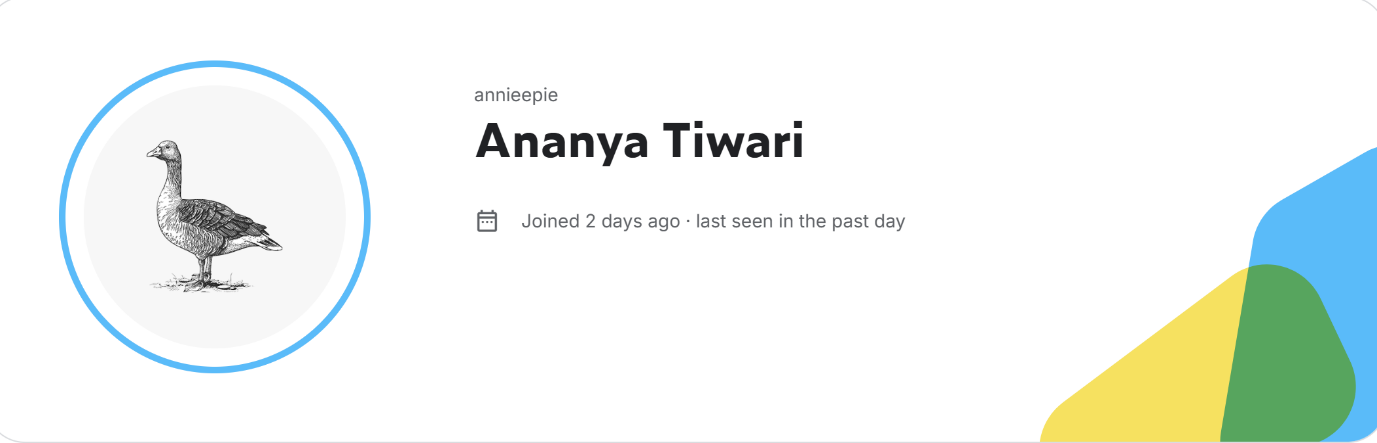 annieepie
Ananya Tiwari
Joined 2 days ago · last seen in the past day